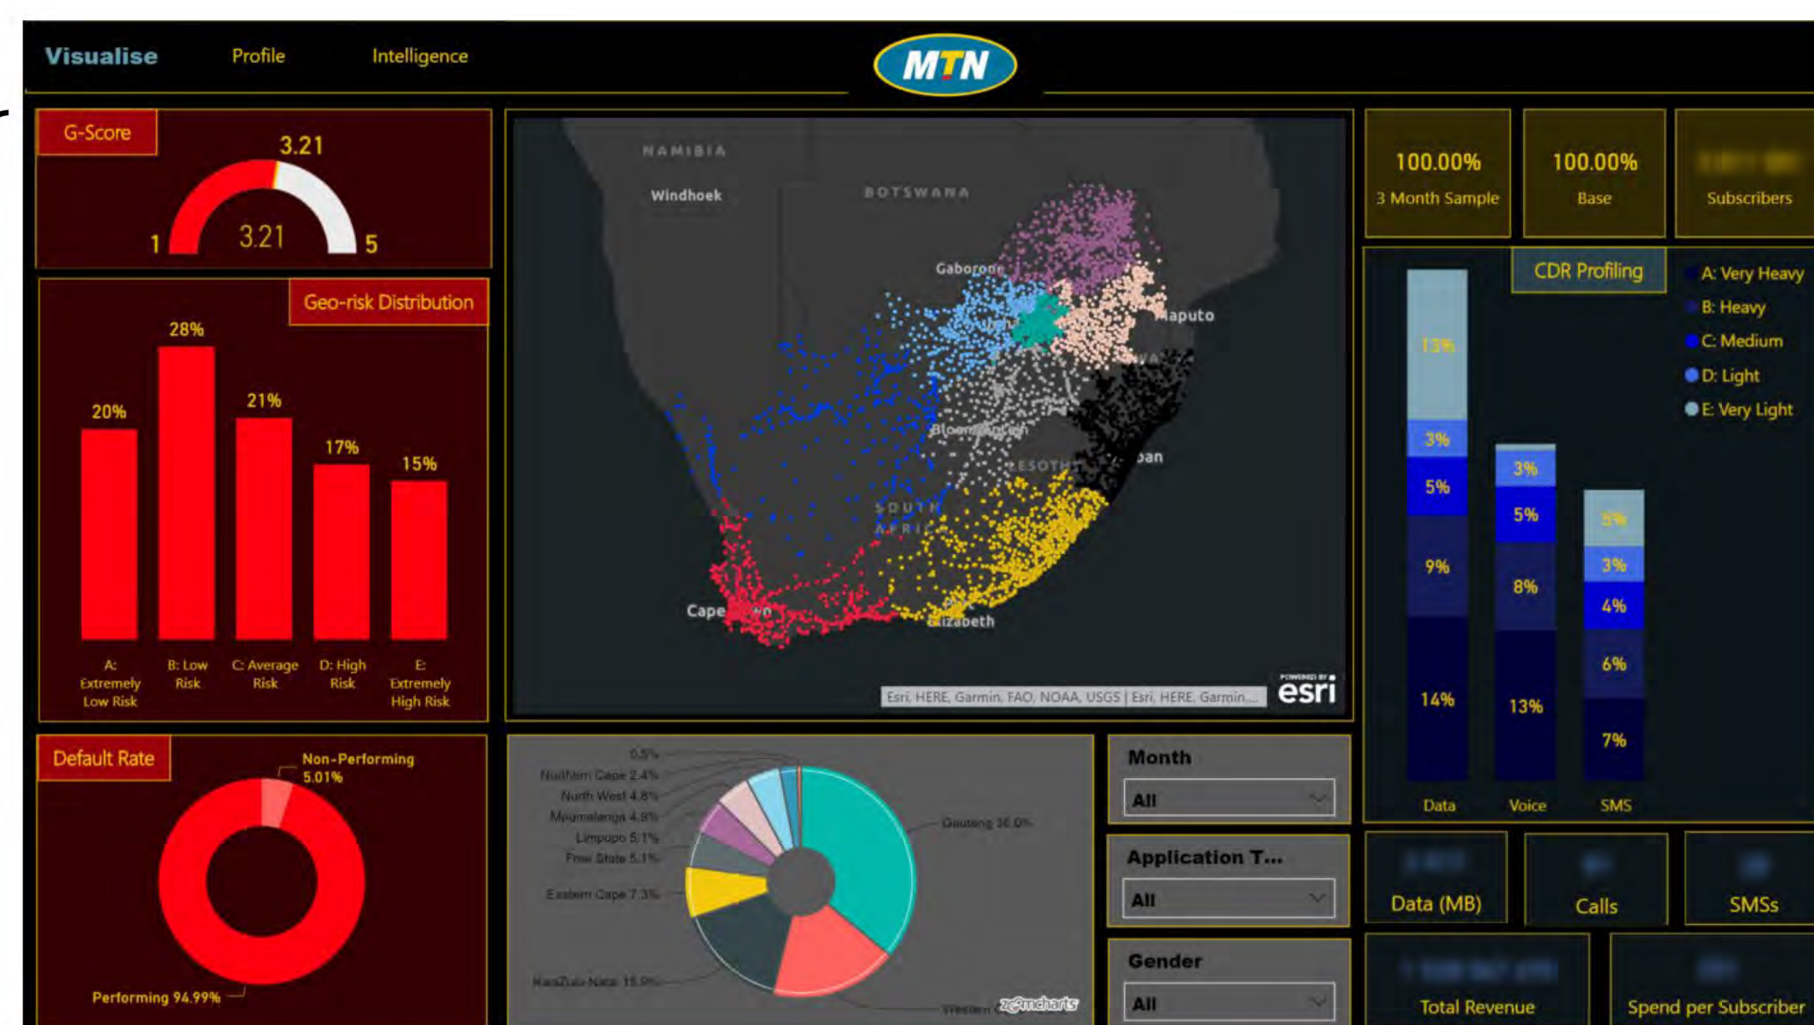 Visualise
Profile
Intelligence
MTN
G-Score
3.21
3.21
1
5
Geo-risk Distribution
20%
28%
21%
17%
15%
A:
Extremely
Low Risk
B: Low
Risk
C: Average
Risk
D: High
Risk
E:
Extremely
High Risk
Default Rate
Non-Performing
5.01%
Performing 94.99%
NAMIBIA
Windhoek
BOTSWANA
Gaborone
Maputo
LESOTH
SOUTH
AFRI
Cape
Elizabeth
Esri, HERE, Garmin, FAO, NOAA, USGS | Esri, HERE, Garmin,...
POWERED BY
esri
Northern Cape 2.4%
North West 4.8%
Mpumalanga 4.9%
Limpopo 5.1%
Free State 5.1%
Eastern Cape 7.3%
KwaZulu-Natal 15.9%
Western
Gauteng 36.0%
zoomcharts
Month
All
Application T...
All
Gender
All
100.00%
3 Month Sample
100.00%
Base
Subscribers
CDR Profiling
A: Very Heavy
B: Heavy
C: Medium
D: Light
E: Very Light
13%
3%
5%
9%
14%
Data
3%
5%
8%
13%
Voice
5%
3%
4%
6%
7%
SMS
Data (MB)
Calls
SMSs
Total Revenue
Spend per Subscriber